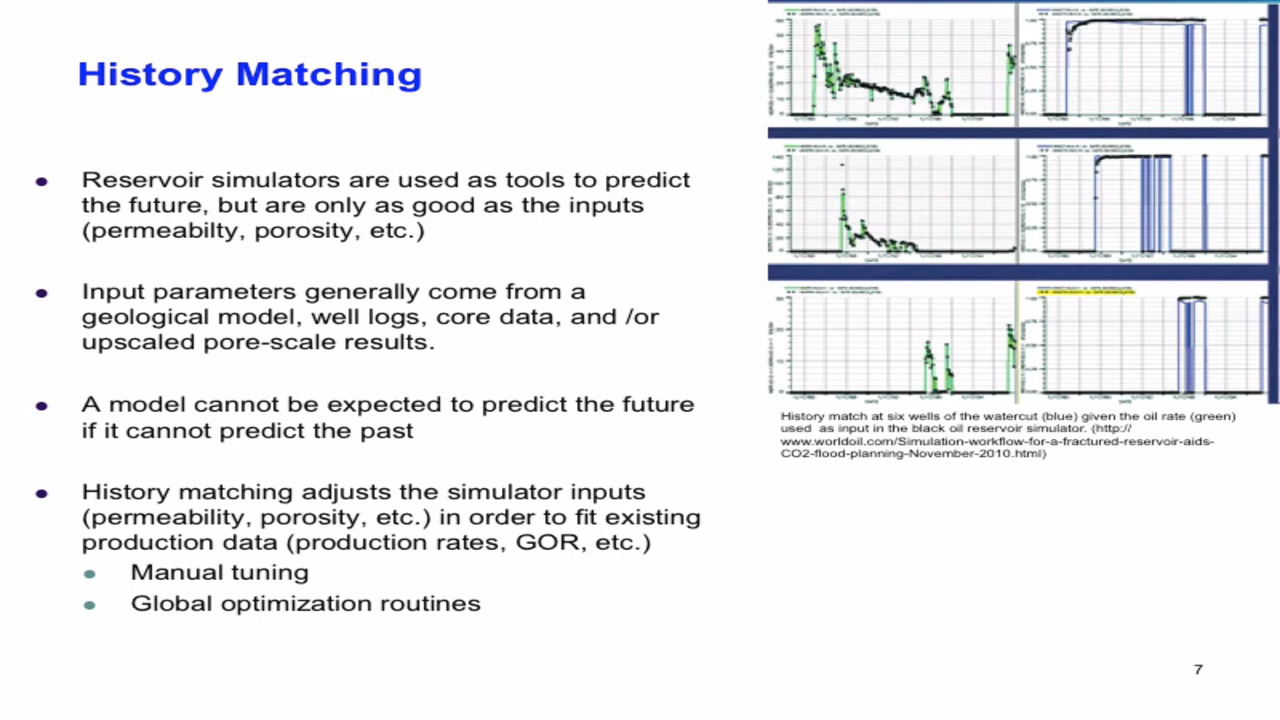 History Matching
Reservoir simulators are used as tools to predict
the future, but are only as good as the inputs
(permeabilty, porosity, etc.)
Input parameters generally come from a
geological model, well logs, core data, and /or
upscaled pore-scale results.
A model cannot be expected to predict the future
if it cannot predict the past
History matching adjusts the simulator inputs
(permeability, porosity, etc.) in order to fit existing
production data (production rates, GOR, etc.)
Manual tuning
Global optimization routines
History match at six wells of the watercut (blue) given the oil rate (green)
used as input in the black oil reservoir simulator. (http://
www.worldoil.com/Simulation-workflow-for-a-fractured-reservoir-aids-
CO2-flood-planning-November-2010.html)
7